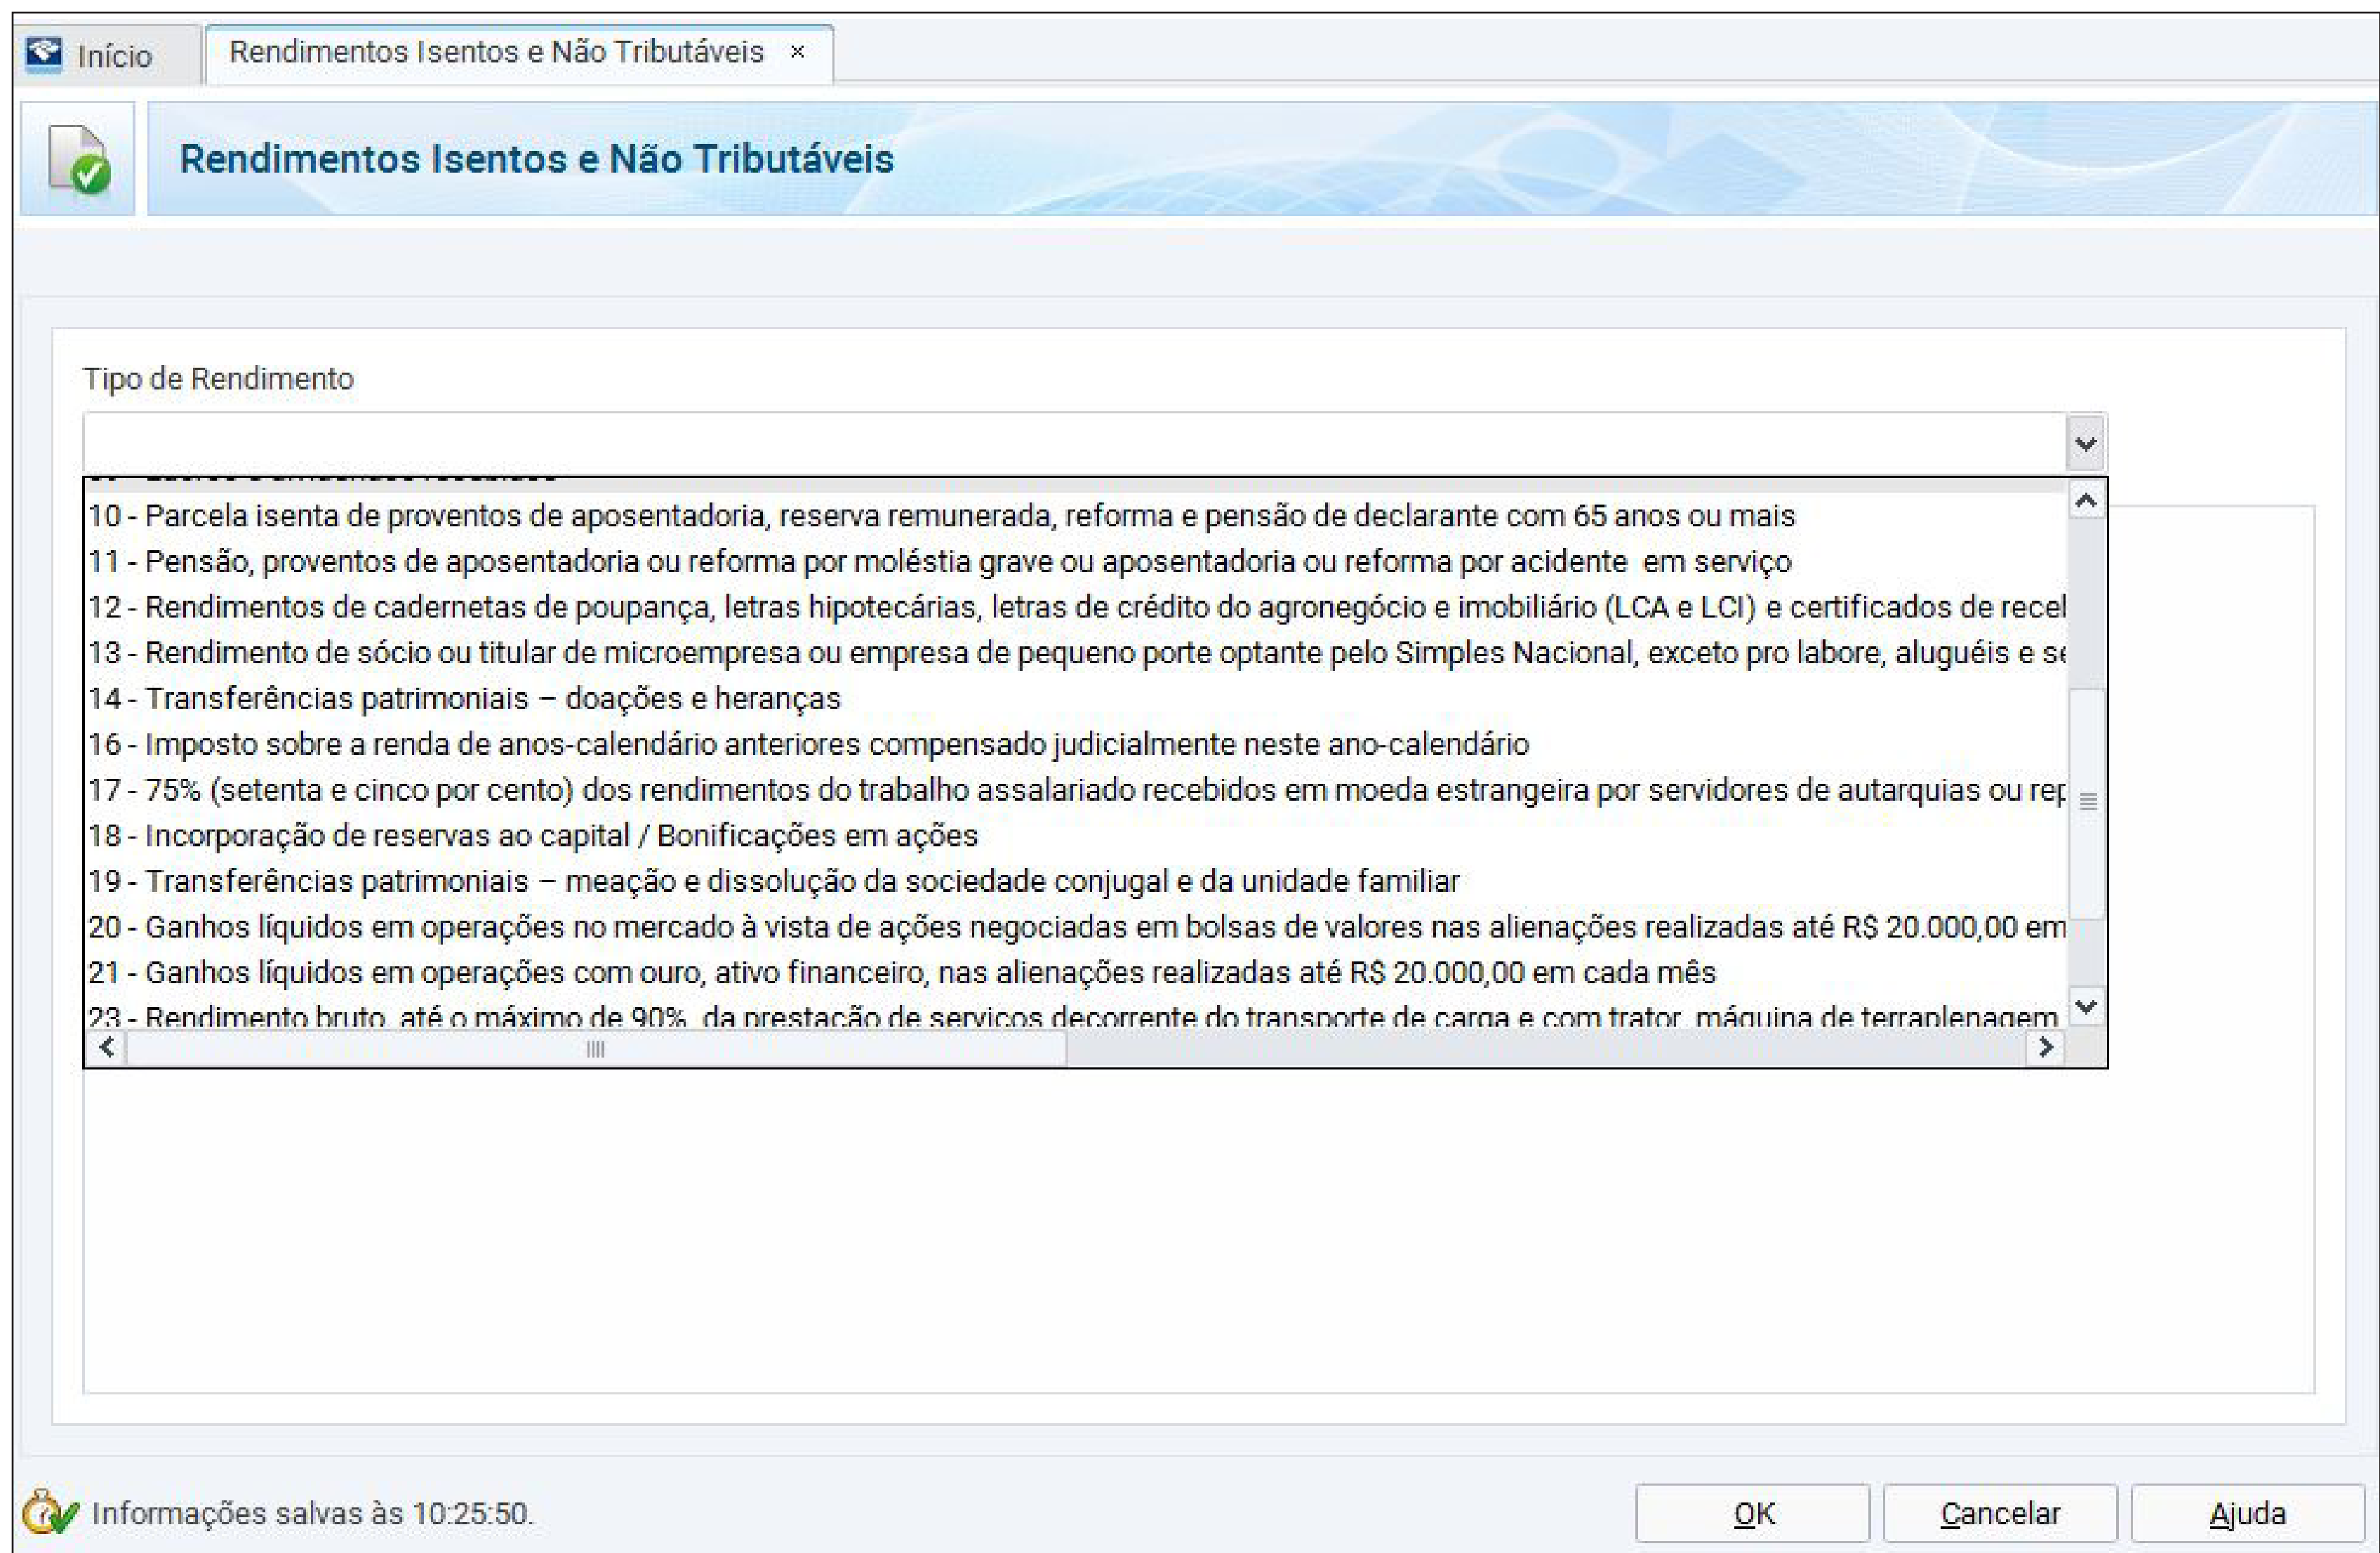 Início
Rendimentos Isentos e Não Tributáveis ×
Rendimentos Isentos e Não Tributáveis
Tipo de Rendimento
10 - Parcela isenta de proventos de aposentadoria, reserva remunerada, reforma e pensão de declarante com 65 anos ou mais
11 - Pensão, proventos de aposentadoria ou reforma por moléstia grave ou aposentadoria ou reforma por acidente  em serviço
12 - Rendimentos de cadernetas de poupança, letras hipotecárias, letras de crédito do agronegócio e imobiliário (LCA e LCI) e certificados de
13 - Rendimento de sócio ou titular de microempresa ou empresa de pequeno porte optante pelo Simples Nacional, exceto pro labore, aluguéis e
14 - Transferências patrimoniais – doações e heranças
16 - Imposto sobre a renda de anos-calendário anteriores compensado judicialmente neste ano-calendário
17 - 75% (setenta e cinco por cento) dos rendimentos do trabalho assalariado recebidos em moeda estrangeira por servidores de autarquias ou
18 - Incorporação de reservas ao capital / Bonificações em ações
19 - Transferências patrimoniais – meação e dissolução da sociedade conjugal e da unidade familiar
20 - Ganhos líquidos em operações no mercado à vista de ações negociadas em bolsas de valores nas alienações realizadas até R$ 20.000,00 em
21 - Ganhos líquidos em operações com ouro, ativo financeiro, nas alienações realizadas até R$ 20.000,00 em cada mês
23 - Rendimento bruto, até o máximo de 90%, da prestação de serviços decorrente do transporte de carga e com trator, máquina de terraplenagem
Informações salvas às 10:25:50.
OK
Cancelar
Ajuda